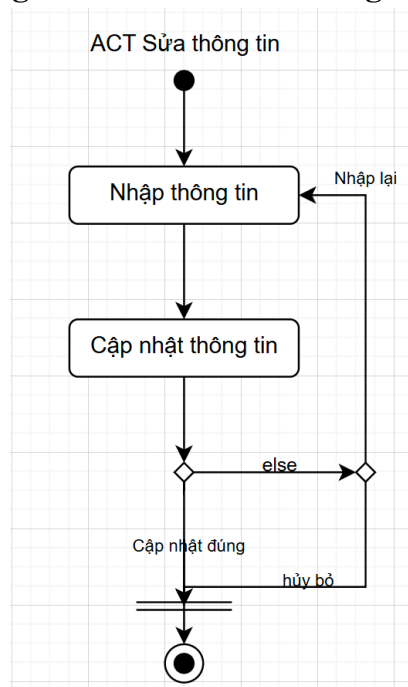 ACT Sửa thông tin
Nhập lại
Nhập thông tin
Cập nhật thông tin
else
Cập nhật đúng
hủy bỏ